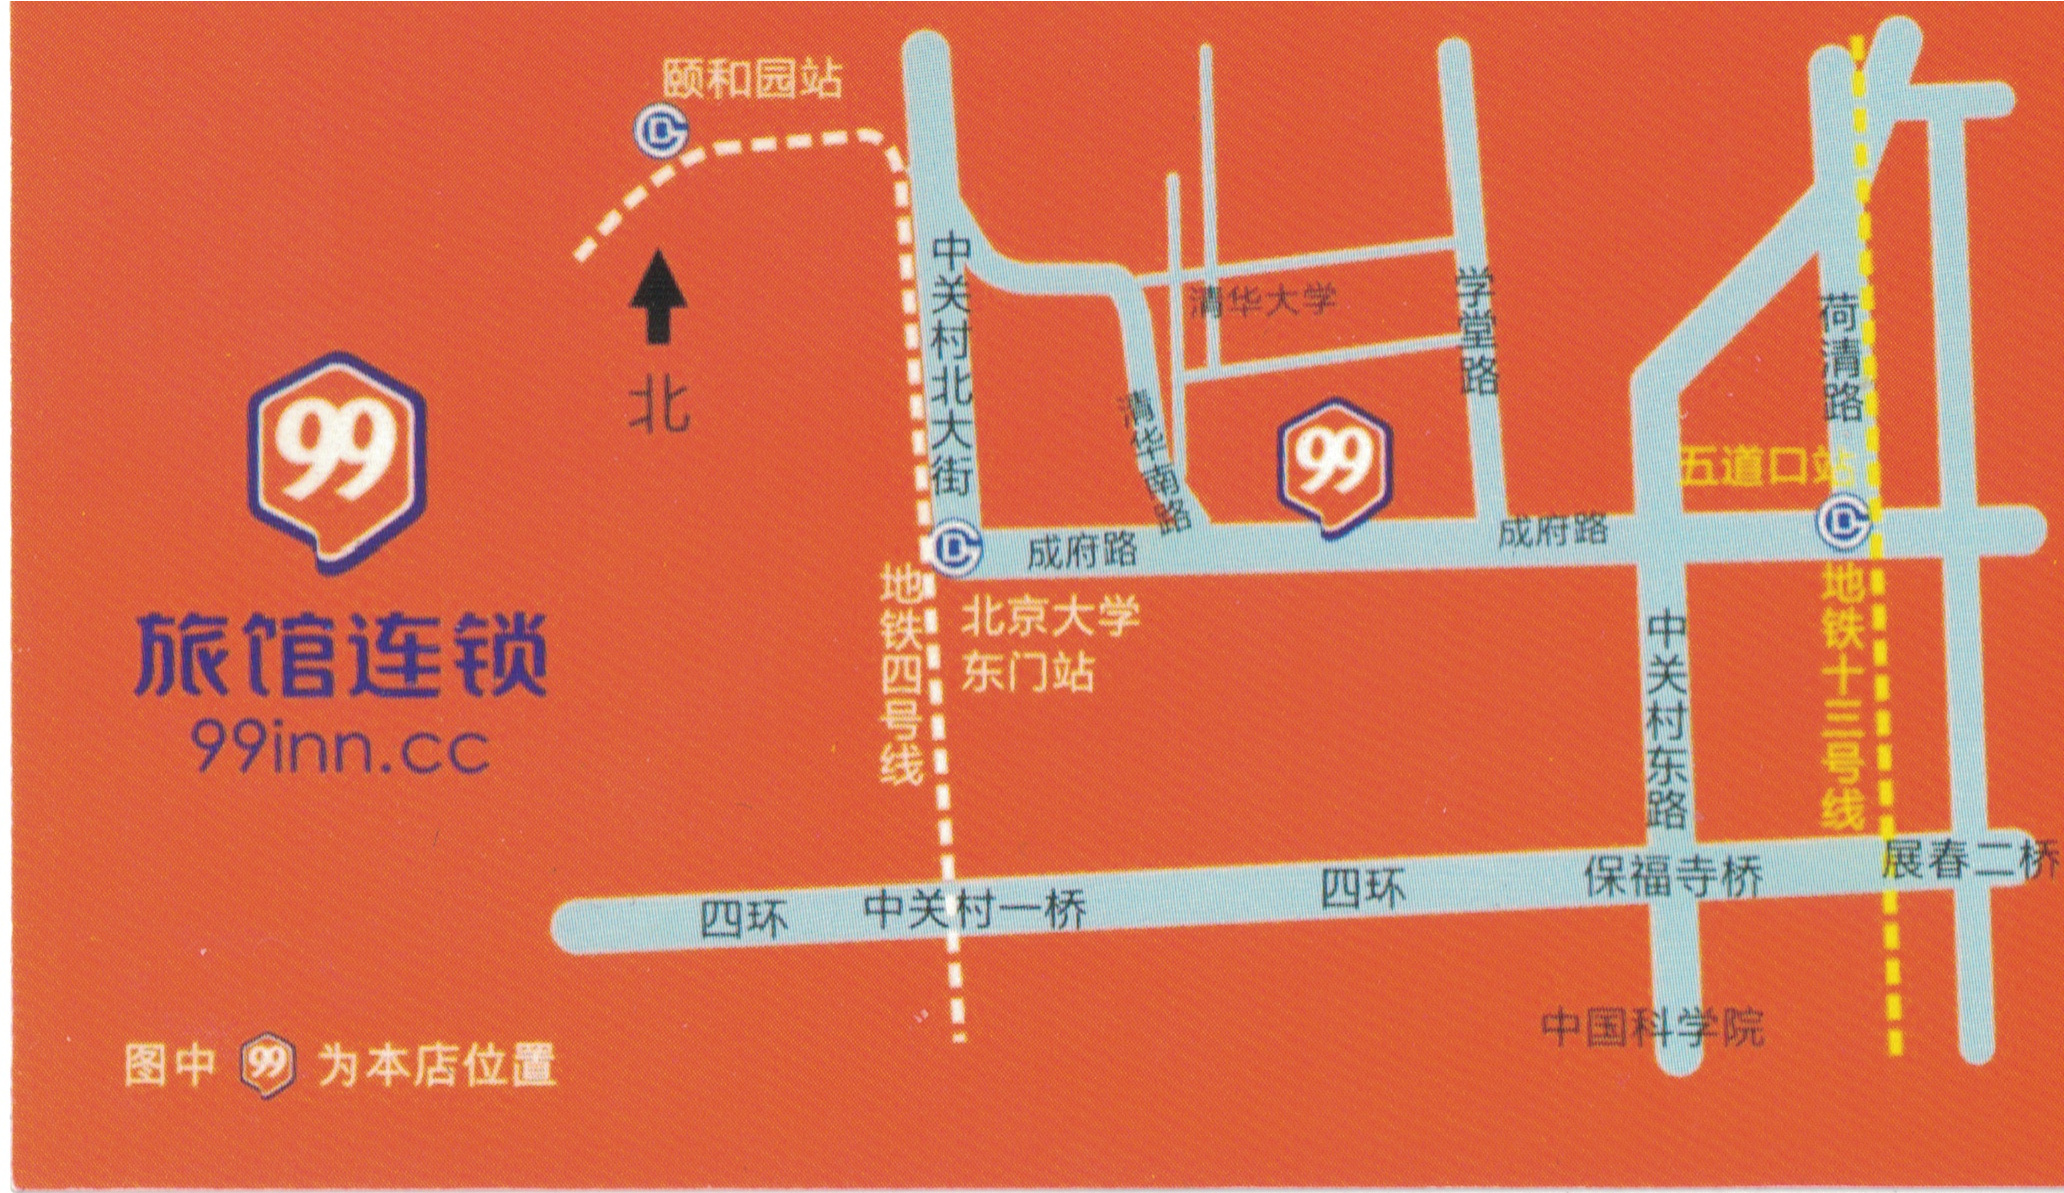 颐和园站
北
99
旅馆连锁
99inn.cc
中关村北大街
清华大学
学堂路
荷清路
清华南路
99
五道口站
成府路
成府路
地铁四号线
北京大学
东门站
中关村东路
地铁十三号线
四环
中关村一桥
四环
保福寺桥
展春二桥
中国科学院
图中 99 为本店位置